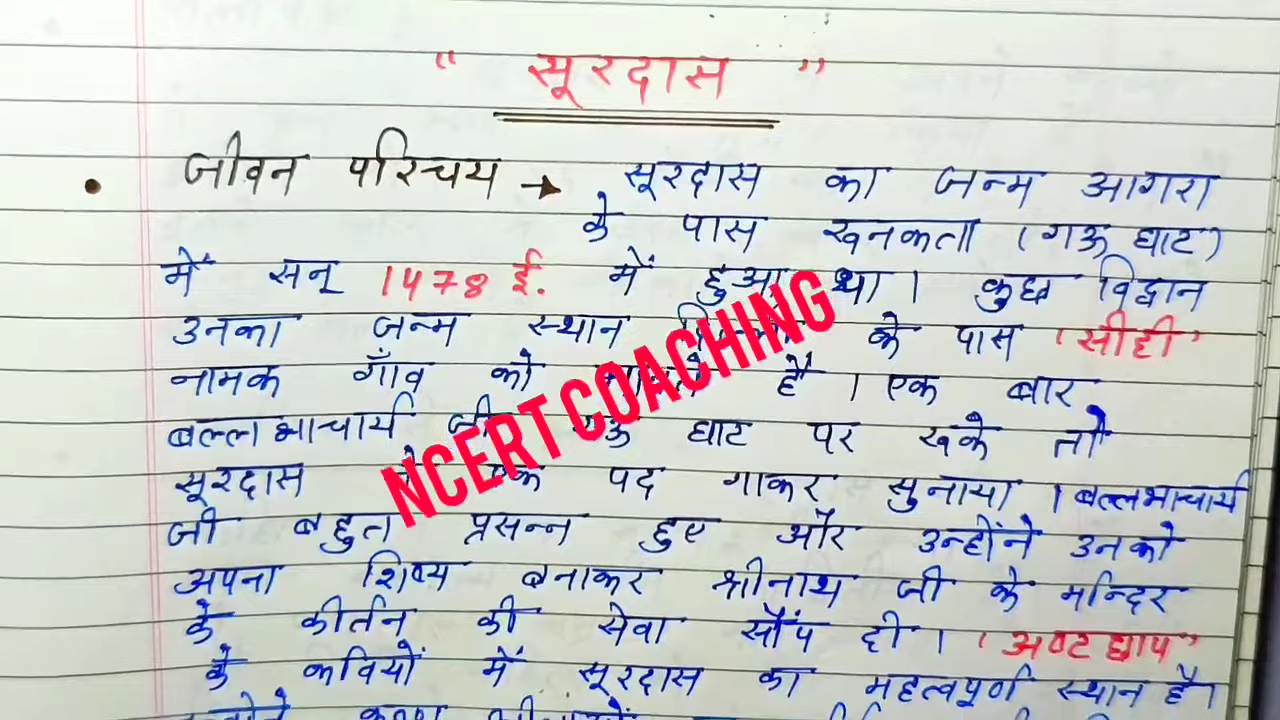 " सूरदास "
जीवन परिचय → सूरदास का जन्म आगरा
के पास खनकता (गऊ घाट)
में सन् 1478 ई. में हुआ था। कुछ विद्वान
उनका जन्म स्थान के पास 'सीही'
नामक गाँव को है। एक बार
बल्लभाचार्य जी घाट पर रुके तो
सूरदास एक पद गाकर सुनाया। बल्लभाचार्य
जी बहुत प्रसन्न हुए और उन्होंने उनको
अपना शिष्य बनाकर श्रीनाथ जी के मन्दिर
के कीर्तन की सेवा सौंप दी। 'अष्टछाप'
के कवियों में सूरदास का महत्वपूर्ण स्थान है।
NCERT COACHING